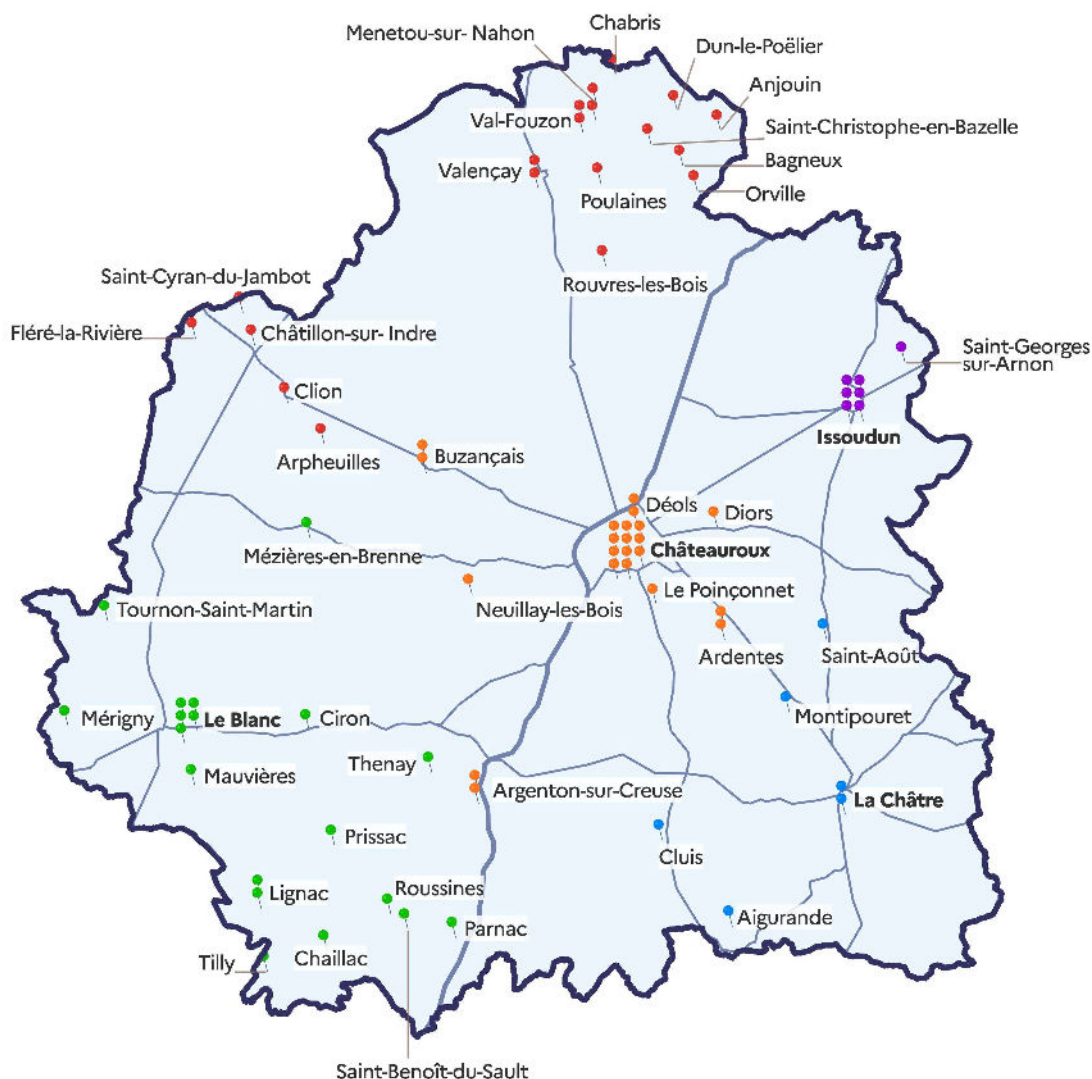 Chabris
Menetou-sur- Nahon
Dun-le-Poëlier
Anjouin
Val-Fouzon
Saint-Christophe-en-Bazelle
Bagneux
Valençay
Orville
Poulaines
Saint-Cyran-du-Jambot
Rouvres-les-Bois
Fléré-la-Rivière
Châtillon-sur- Indre
Saint-Georges
sur-Arnon
Clion
Issoudun
Arpheuilles
Buzançais
Déols
Diors
Mézières-en-Brenne
Châteauroux
Tournon-Saint-Martin
Neuillay-les-Bois
Le Poinçonnet
Ardentes
Saint-Août
Mérigny
Le Blanc
Ciron
Montipouret
Mauvières
Thenay
Argenton-sur-Creuse
La Châtre
Prissac
Cluis
Lignac
Roussines
Aigurande
Parnac
Tilly
Chaillac
Saint-Benoît-du-Sault